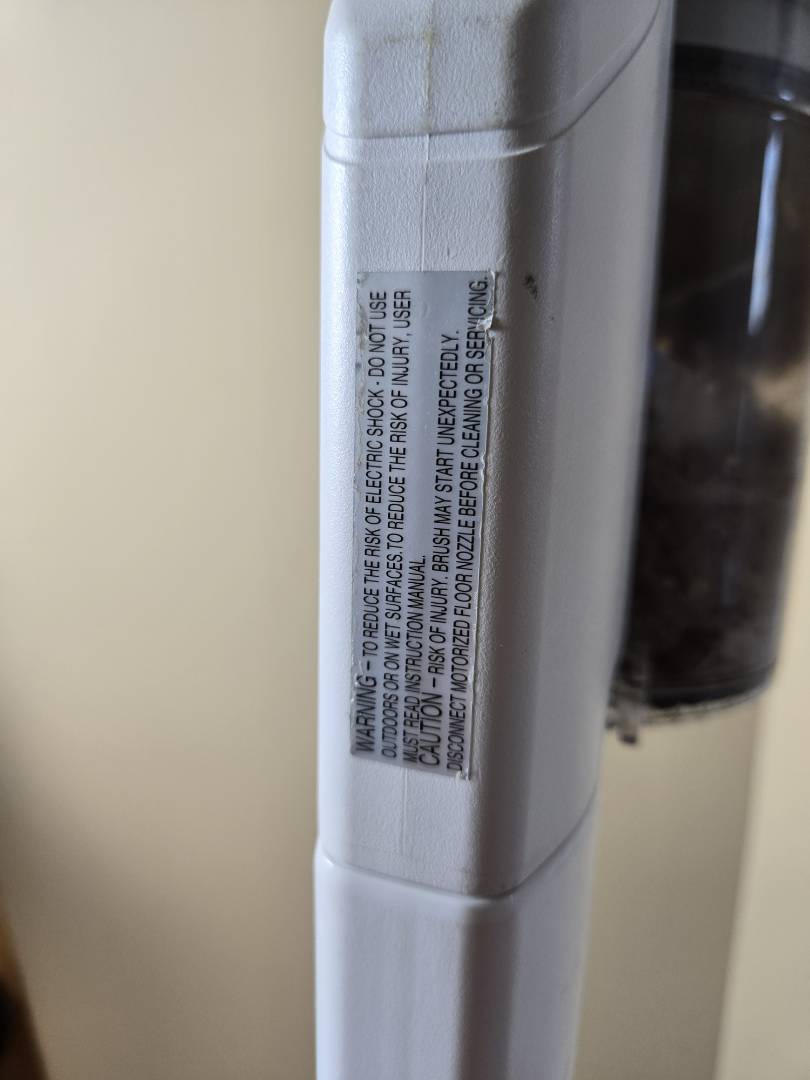 WARNING – TO REDUCE THE RISK OF ELECTRIC SHOCK - DO NOT USE
OUTDOORS OR ON WET SURFACES.TO REDUCE THE RISK OF INJURY, USER
MUST READ INSTRUCTION MANUAL.
CAUTION – RISK OF INJURY. BRUSH MAY START UNEXPECTEDLY.
DISCONNECT MOTORIZED FLOOR NOZZLE BEFORE CLEANING OR SERVICING.